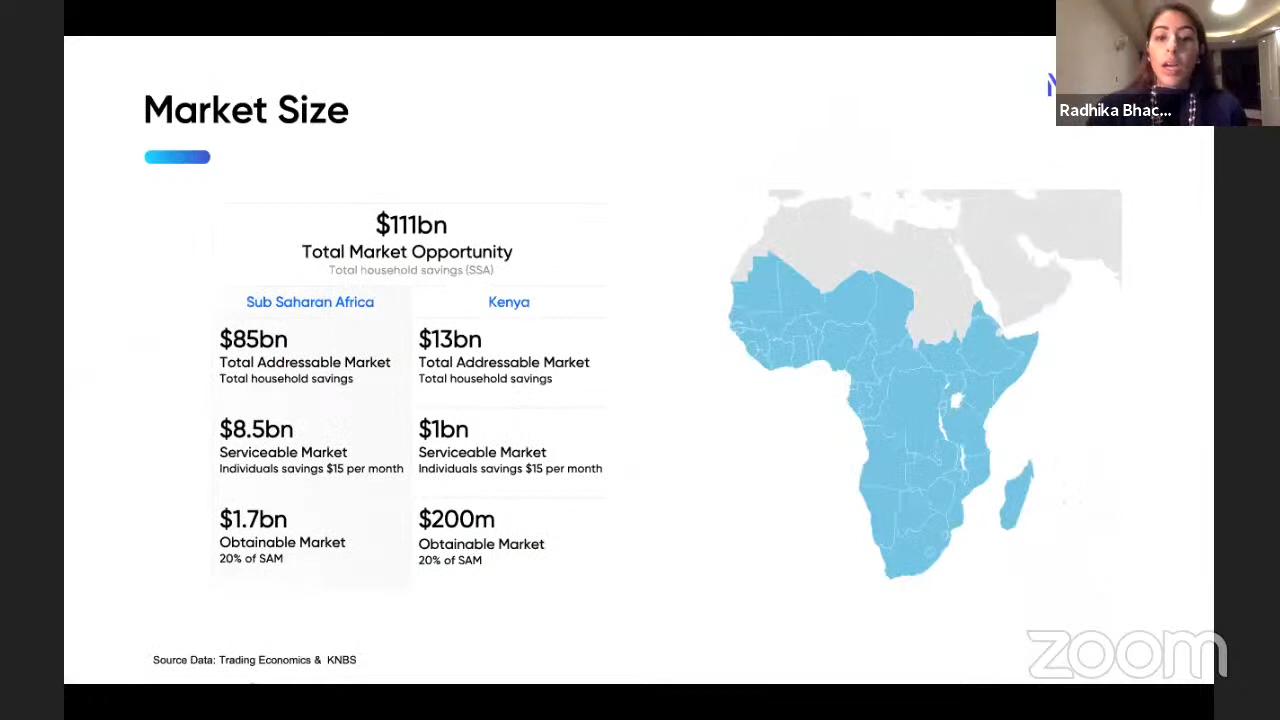 Market Size
Radhika Bhac...
$111bn
Total Market Opportunity
Total household savings (SSA)
Sub Saharan Africa
Kenya
$85bn
Total Addressable Market
Total household savings
$13bn
Total Addressable Market
Total household savings
$8.5bn
Serviceable Market
Individuals savings $15 per month
$1bn
Serviceable Market
Individuals savings $15 per month
$1.7bn
Obtainable Market
20% of SAM
$200m
Obtainable Market
20% of SAM
Source Data: Trading Economics & KNBS
zoom